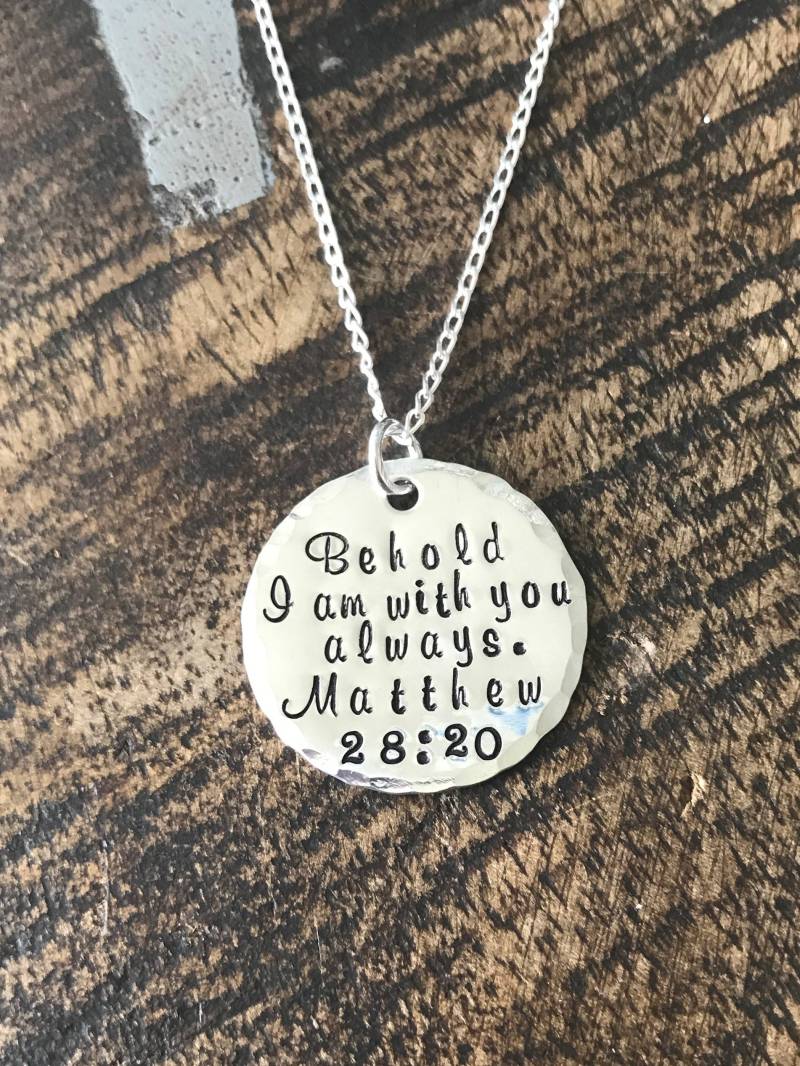 Behold
I am with you
always.
Matthew
28:20